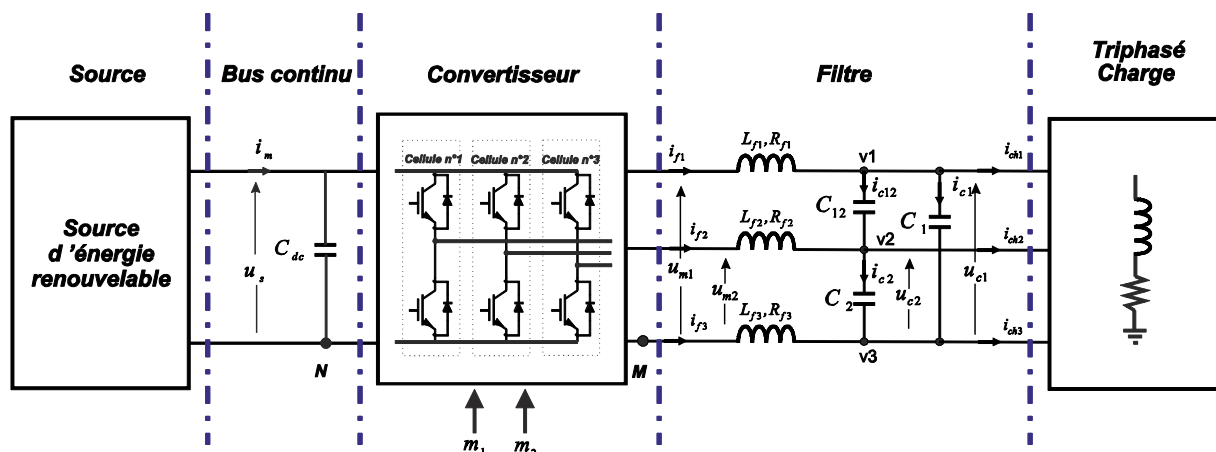 Source
Bus continu
Convertisseur
Filtre
Triphasé
Charge
Source
d 'énergie
renouvelable
i_m
u_s
C_dc
N
Cellule n°1
Cellule n°2
Cellule n°3
M
m_1
m_2
i_f1
i_f2
i_f3
u_m1
u_m2
L_f1, R_f1
L_f2, R_f2
L_f3, R_f3
v1
v2
v3
i_c12
C_12
i_c1
C_1
i_c2
C_2
u_c2
u_c1
i_ch1
i_ch2
i_ch3